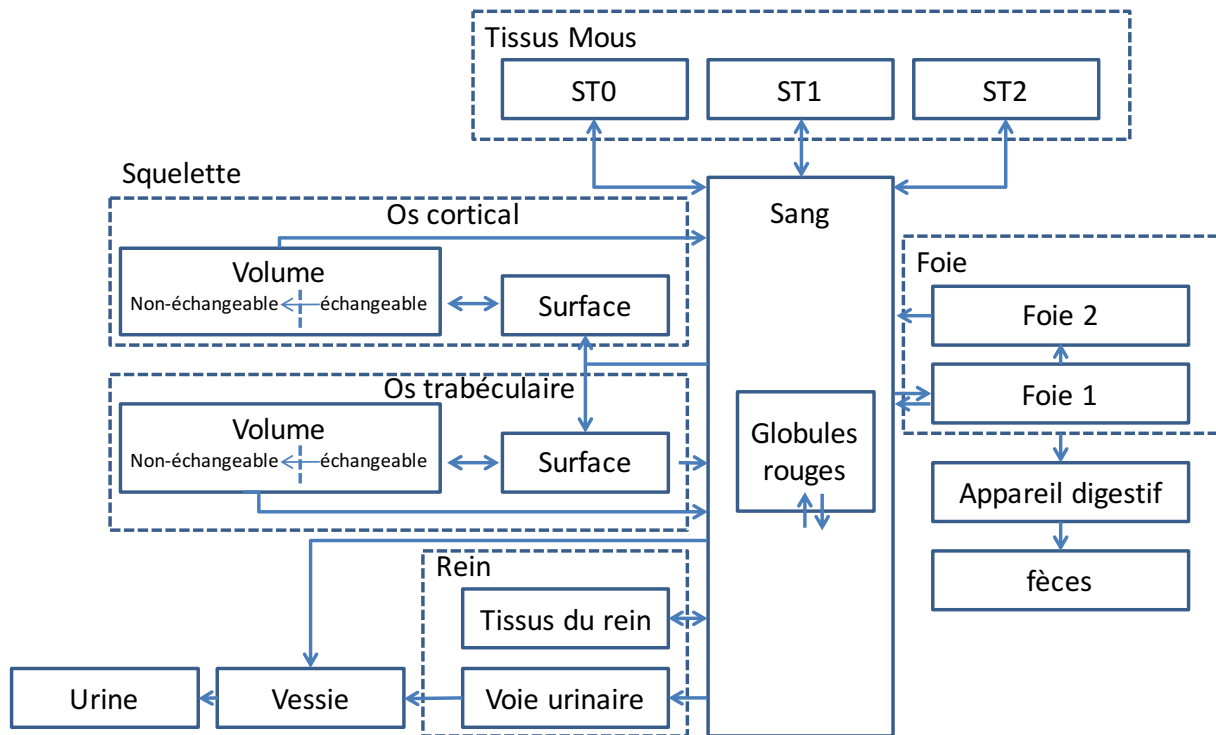 Tissus Mous
ST0
ST1
ST2
Squelette
Os cortical
Sang
Volume
Non-échangeable
échangeable
Surface
Foie
Foie 2
Foie 1
Os trabéculaire
Volume
Non-échangeable
échangeable
Surface
Globules
rouges
Appareil digestif
fèces
Rein
Tissus du rein
Urine
Vessie
Voie urinaire